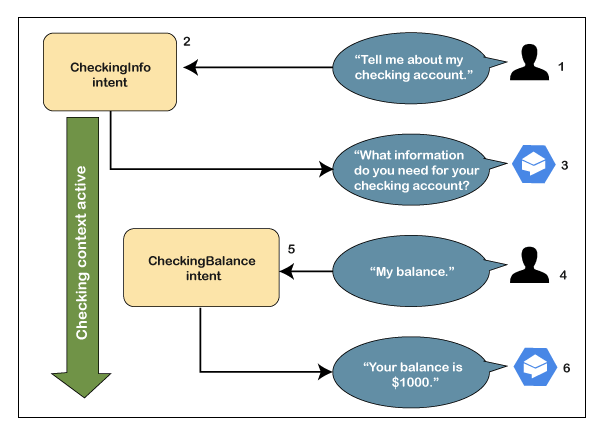 CheckingInfo
intent
2
“Tell me about my
checking account.”
1
“What information
do you need for your
checking account?
3
Checking context active
CheckingBalance
intent
5
“My balance.”
4
“Your balance is
$1000.”
6